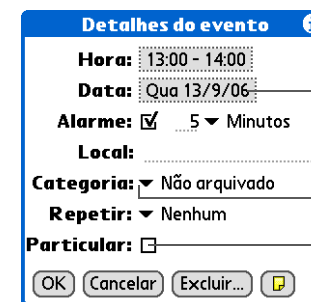 Detalhes do evento
Hora: 13:00 - 14:00
Data: Qua 13/9/06
Alarme: 5 Minutos
Local:
Categoria: Não arquivado
Repetir: Nenhum
Particular:
OK Cancelar Excluir...